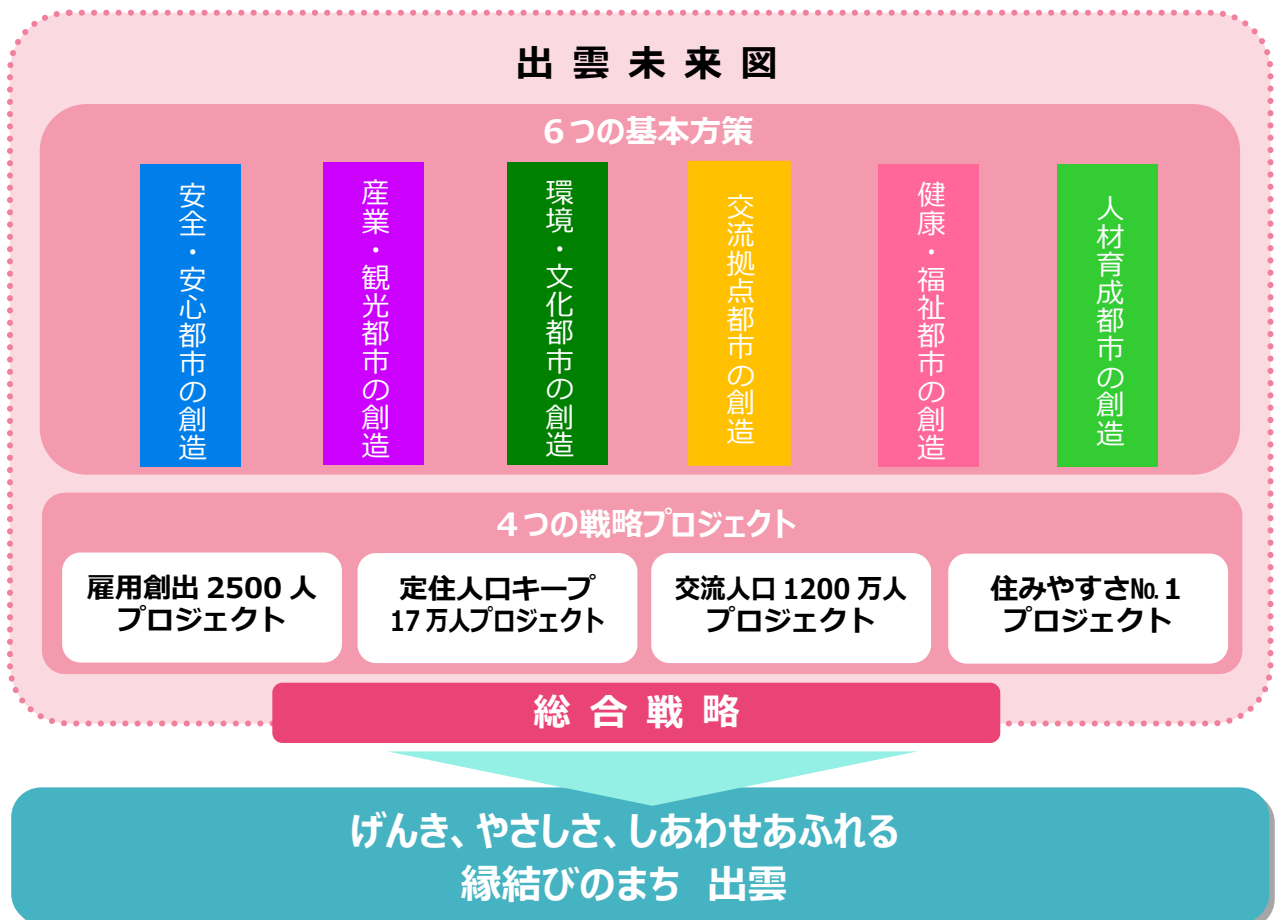 出雲未来図
6つの基本方策
安全・安心都市の創造
産業・観光都市の創造
環境・文化都市の創造
交流拠点都市の創造
健康・福祉都市の創造
人材育成都市の創造
4つの戦略プロジェクト
雇用創出 2500 人
プロジェクト
定住人口キープ
17 万人プロジェクト
交流人口 1200 万人
プロジェクト
住みやすさ№1
プロジェクト
総合戦略
げんき、やさしさ、しあわせあふれる
縁結びのまち 出雲